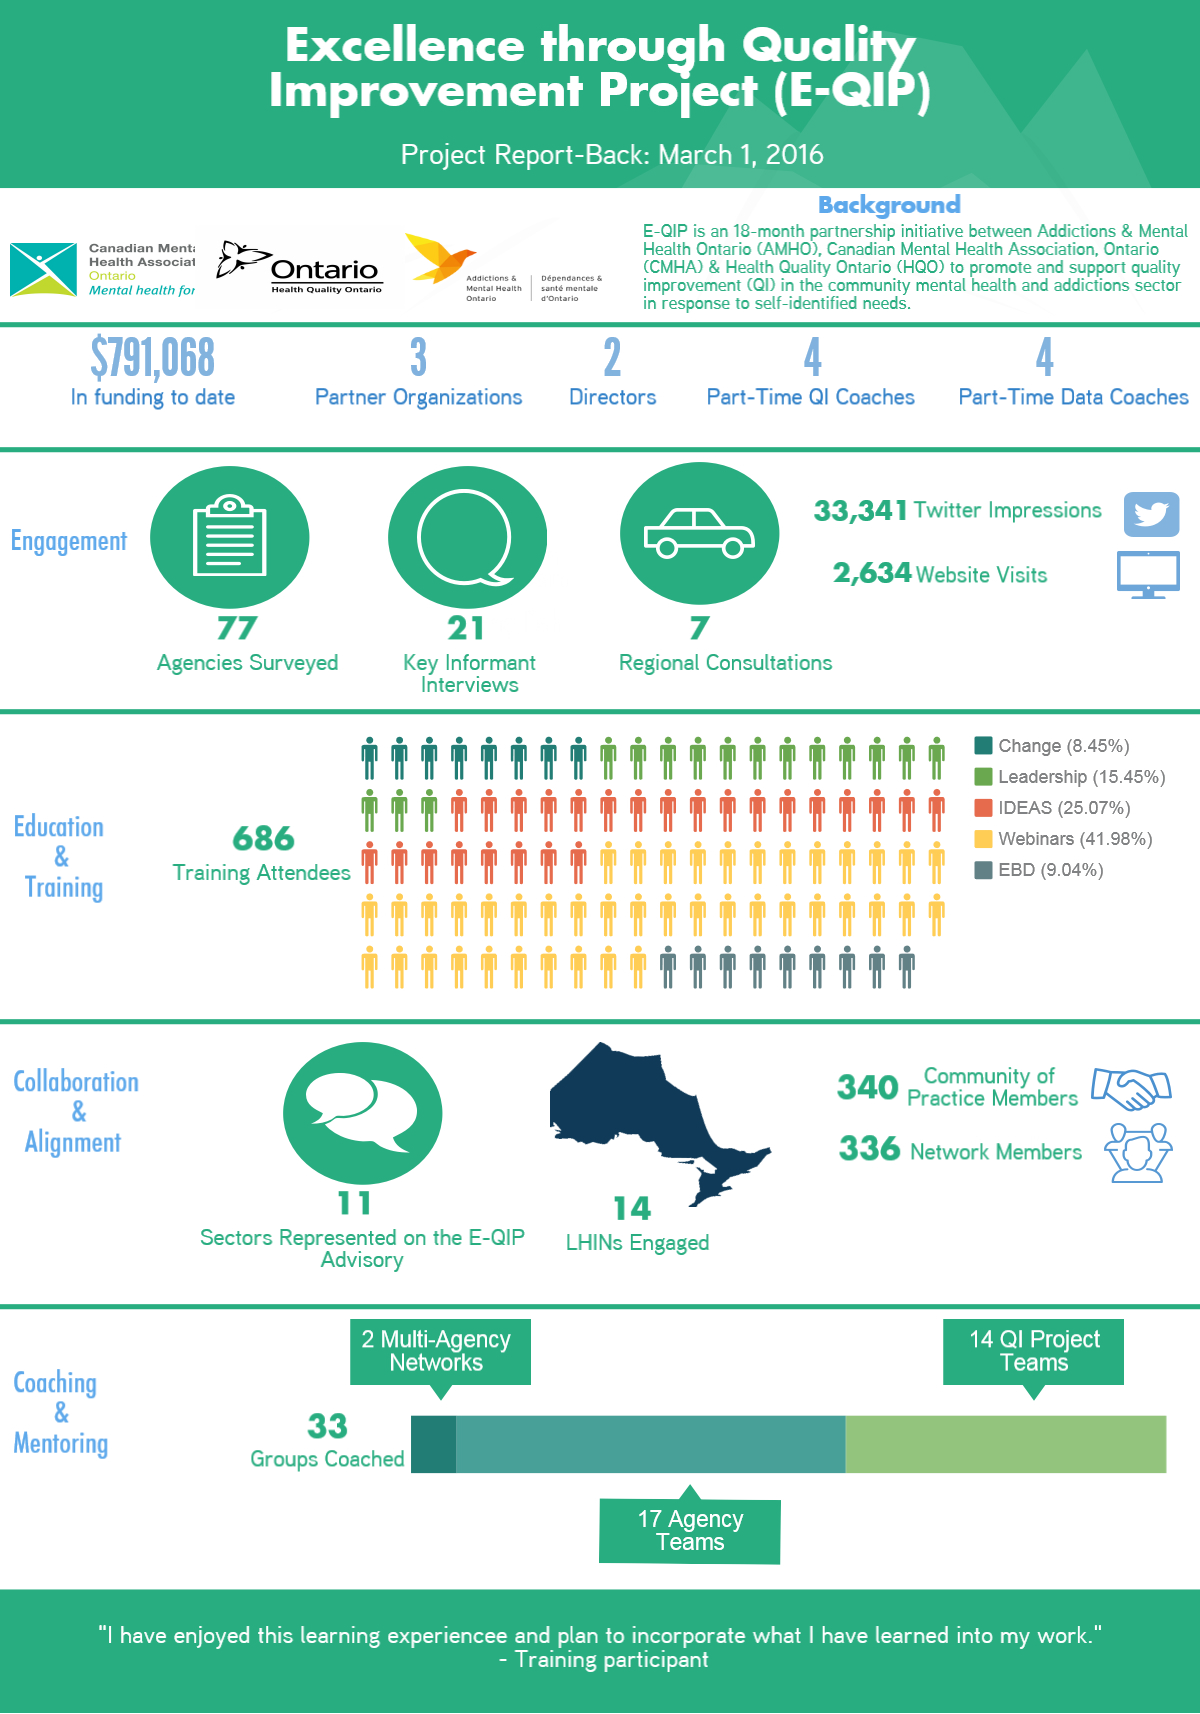 Excellence through Quality
Improvement Project (E-QIP)
Project Report-Back: March 1, 2016
Canadian Menta
Health Associat
Ontario
Mental health for
Ontario
Health Quality Ontario
Addictions &
Mental Health
Ontario
Dépendances &
santé mentale
d'Ontario
Background
E-QIP is an 18-month partnership initiative between Addictions & Mental
Health Ontario (AMHO), Canadian Mental Health Association, Ontario
(CMHA) & Health Quality Ontario (HQO) to promote and support quality
improvement (QI) in the community mental health and addictions sector
in response to self-identified needs.
$791,068
In funding to date
3
Partner Organizations
2
Directors
4
Part-Time QI Coaches
4
Part-Time Data Coaches
Engagement
77
Agencies Surveyed
21
Key Informant
Interviews
7
Regional Consultations
33,341 Twitter Impressions
2,634 Website Visits
Education
&
Training
686
Training Attendees
Change (8.45%)
Leadership (15.45%)
IDEAS (25.07%)
Webinars (41.98%)
EBD (9.04%)
Collaboration
&
Alignment
11
Sectors Represented on the E-QIP
Advisory
14
LHINs Engaged
340 Community of
Practice Members
336 Network Members
Coaching
&
Mentoring
33
Groups Coached
2 Multi-Agency
Networks
14 QI Project
Teams
17 Agency
Teams
"I have enjoyed this learning experiencee and plan to incorporate what I have learned into my work."
- Training participant